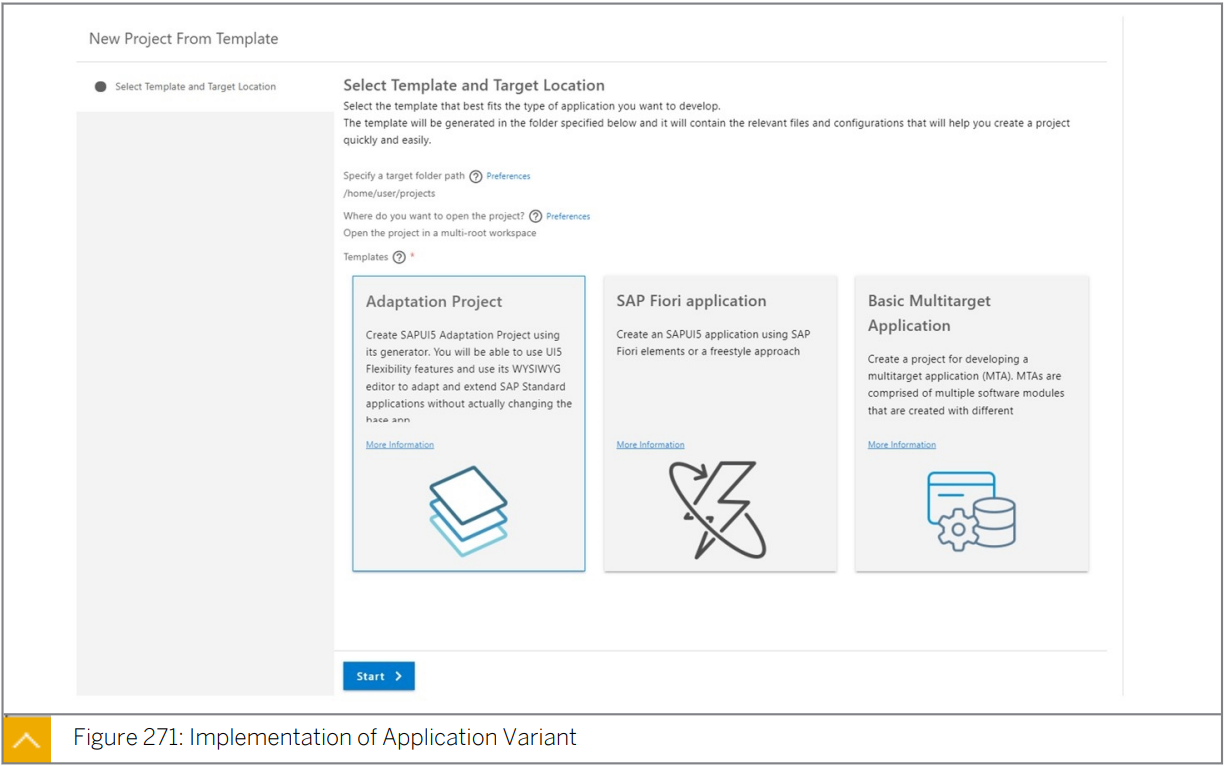 New Project From Template
Select Template and Target Location
Select Template and Target Location
Select the template that best fits the type of application you want to develop.
The template will be generated in the folder specified below and it will contain the relevant files and configurations that will help you create a project
quickly and easily.
Specify a target folder path ? Preferences
/home/user/projects
Where do you want to open the project? ? Preferences
Open the project in a multi-root workspace
Templates ? *
Adaptation Project
Create SAPUI5 Adaptation Project using
its generator. You will be able to use UI5
Flexibility features and use its WYSIWYG
editor to adapt and extend SAP Standard
applications without actually changing the
base app
More Information
SAP Fiori application
Create an SAPUI5 application using SAP
Fiori elements or a freestyle approach
More Information
Basic Multitarget
Application
Create a project for developing a
multitarget application (MTA). MTAs are
comprised of multiple software modules
that are created with different
More Information
Start
Figure 271: Implementation of Application Variant